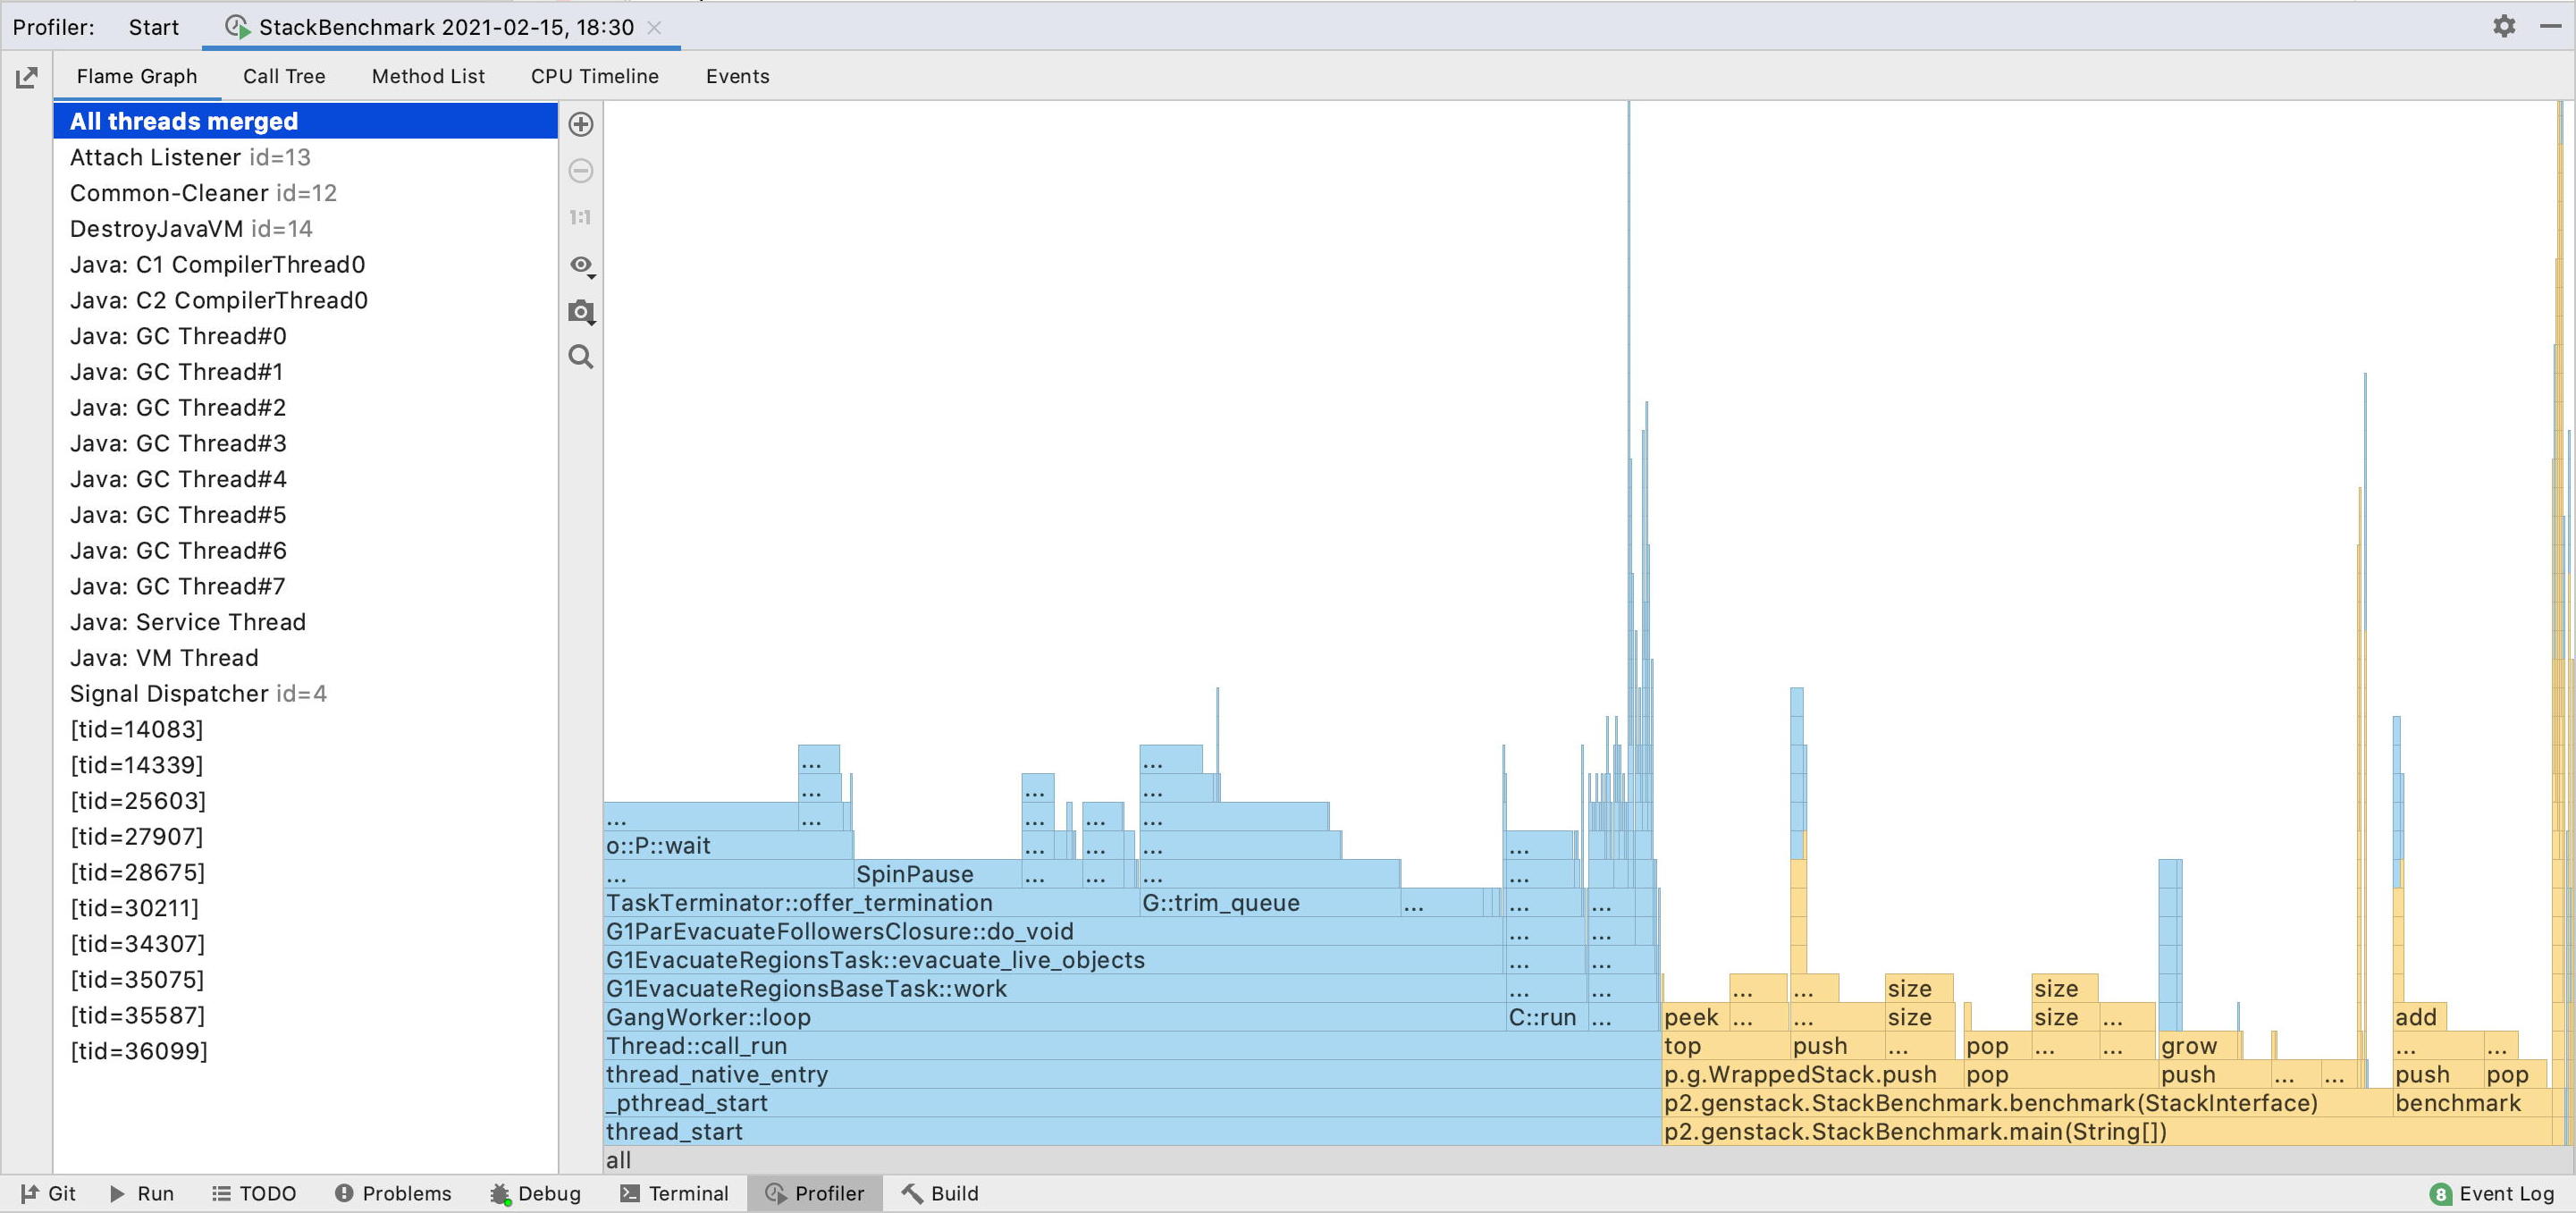 Profiler: Start StackBenchmark 2021-02-15, 18:30
Flame Graph Call Tree Method List CPU Timeline Events
All threads merged
Attach Listener id=13
Common-Cleaner id=12
DestroyJavaVM id=14
Java: C1 CompilerThread0
Java: C2 CompilerThread0
Java: GC Thread#0
Java: GC Thread#1
Java: GC Thread#2
Java: GC Thread#3
Java: GC Thread#4
Java: GC Thread#5
Java: GC Thread#6
Java: GC Thread#7
Java: Service Thread
Java: VM Thread
Signal Dispatcher id=4
[tid=14083]
[tid=14339]
[tid=25603]
[tid=27907]
[tid=28675]
[tid=30211]
[tid=34307]
[tid=35075]
[tid=35587]
[tid=36099]
1:1
... ...
... ... ...
... ... ... ... ...
o::P::wait ... ... ... ...
... SpinPause ... ... ... ...
TaskTerminator::offer_termination G::trim_queue ... ... ...
G1ParEvacuateFollowersClosure::do_void ... ...
G1EvacuateRegionsTask::evacuate_live_objects ... ...
G1EvacuateRegionsBaseTask::work ... ... ... ... size size
GangWorker::loop C::run ... peek ... ... size size ... add
Thread::call_run top push ... pop ... ... grow ... ...
thread_native_entry p.g.WrappedStack.push pop push ... ... push pop
_pthread_start p2.genstack.StackBenchmark.benchmark(StackInterface) benchmark
thread_start p2.genstack.StackBenchmark.main(String[])
all
Git Run TODO Problems Debug Terminal Profiler Build 8 Event Log